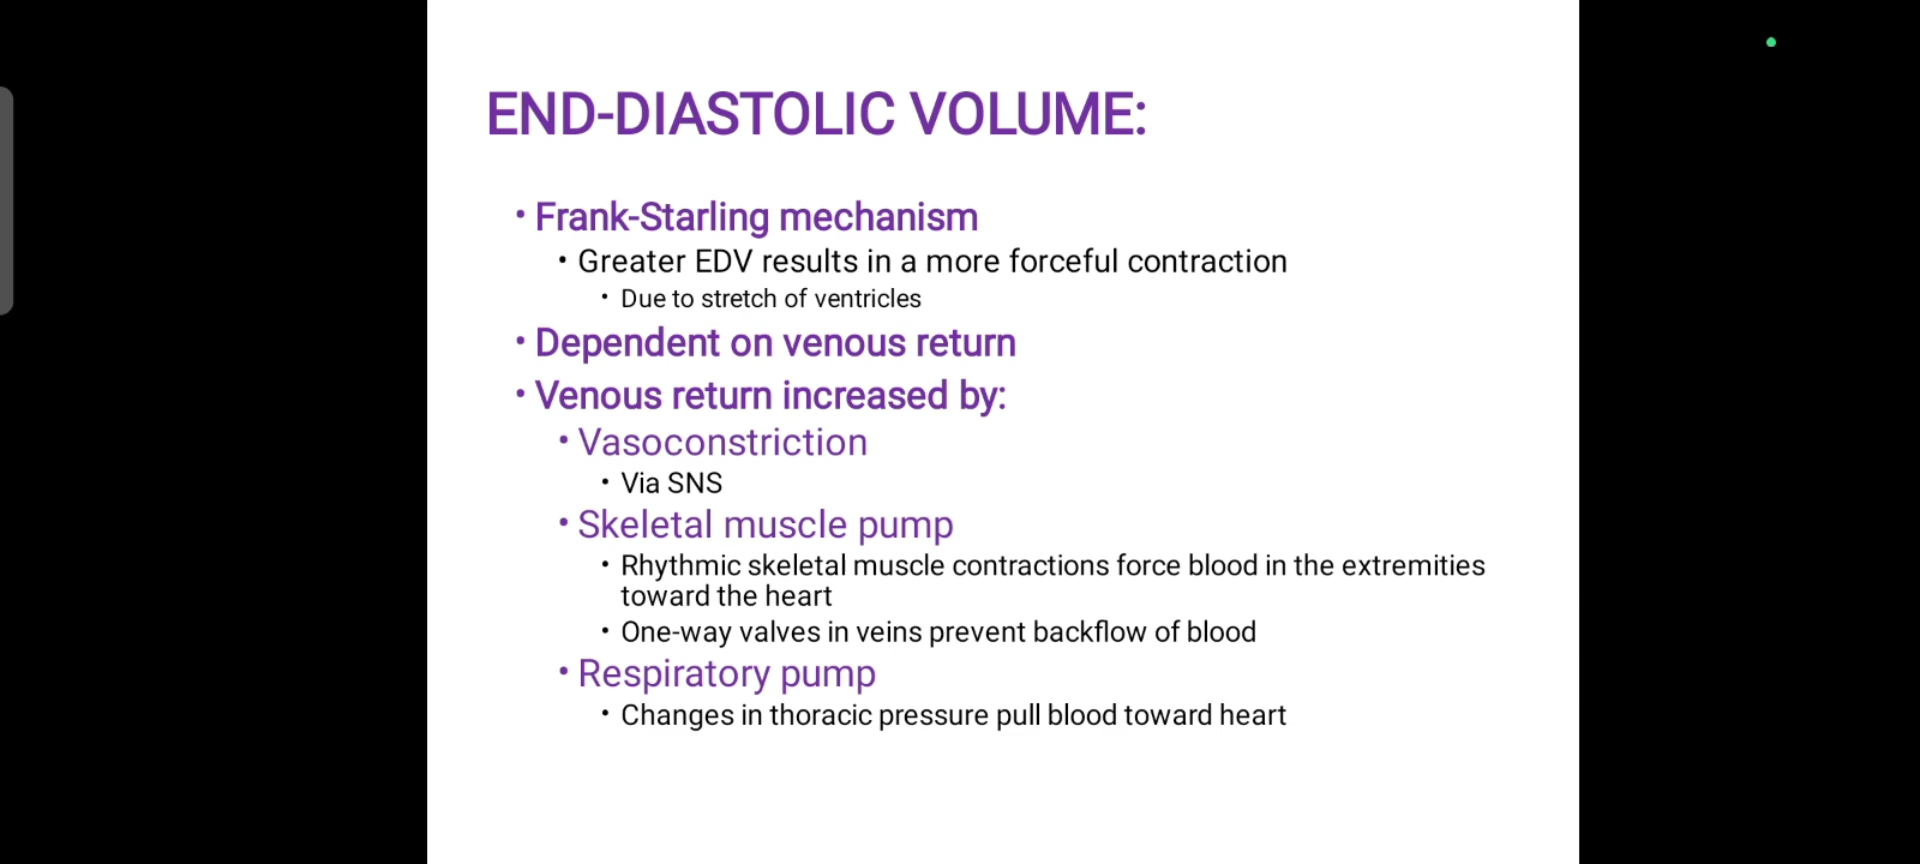 END-DIASTOLIC VOLUME:
• Frank-Starling mechanism
• Greater EDV results in a more forceful contraction
• Due to stretch of ventricles
• Dependent on venous return
• Venous return increased by:
• Vasoconstriction
• Via SNS
• Skeletal muscle pump
• Rhythmic skeletal muscle contractions force blood in the extremities
toward the heart
• One-way valves in veins prevent backflow of blood
• Respiratory pump
• Changes in thoracic pressure pull blood toward heart